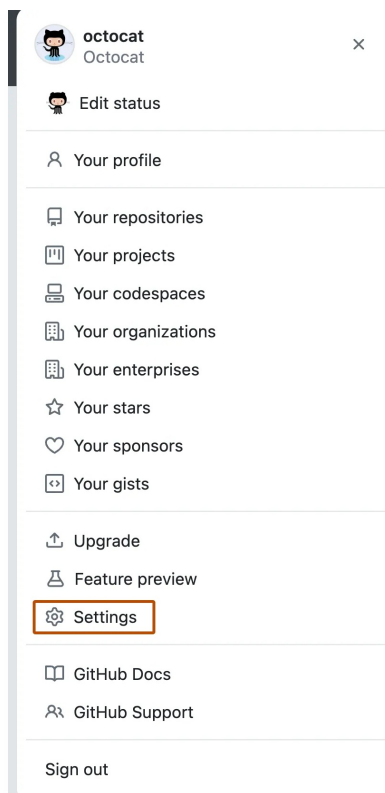 octocat
Octocat
Edit status
Your profile
Your repositories
Your projects
Your codespaces
Your organizations
Your enterprises
Your stars
Your sponsors
Your gists
Upgrade
Feature preview
Settings
GitHub Docs
GitHub Support
Sign out